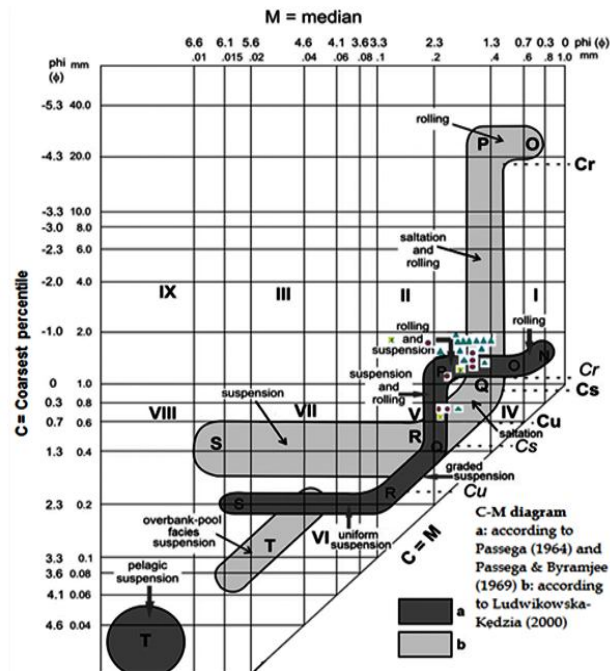 M = median
6.6 6.1 5.6 4.6 4.1 3.6 3.3 2.3 1.3 0.7 0.3 0 phi (ϕ)
.01 .015 .02 .04 .06 .08 .1 .2 .4 .6 .8 1.0 mm
phi mm
(ϕ)
C = Coarsest percentile
-5.3 40.0
-4.3 20.0
-3.3 10.0
-3.0 8.0
-2.3 6.0
-2.0 4.0
-1.0 2.0
0 1.0
0.3 0.8
0.7 0.6
1.3 0.4
2.3 0.2
3.3 0.1
3.6 0.08
4.1 0.06
4.6 0.04
rolling
P O
Cr
saltation
and
rolling
IX III II I
rolling
and
suspension
rolling
P O N
Cr
Cs
suspension
and rolling
Q
suspension
VIII VII V IV
Cu
saltation
S R Q
Cs
graded
suspension
R
Cu
S
overbank-pool
facies
suspension
T
VI
uniform
suspension
C = M
pelagic
suspension
T
C-M diagram
a: according to
Passega (1964) and
Passega & Byramjee
(1969) b: according
to Ludwikowska-
Kędzia (2000)
a
b